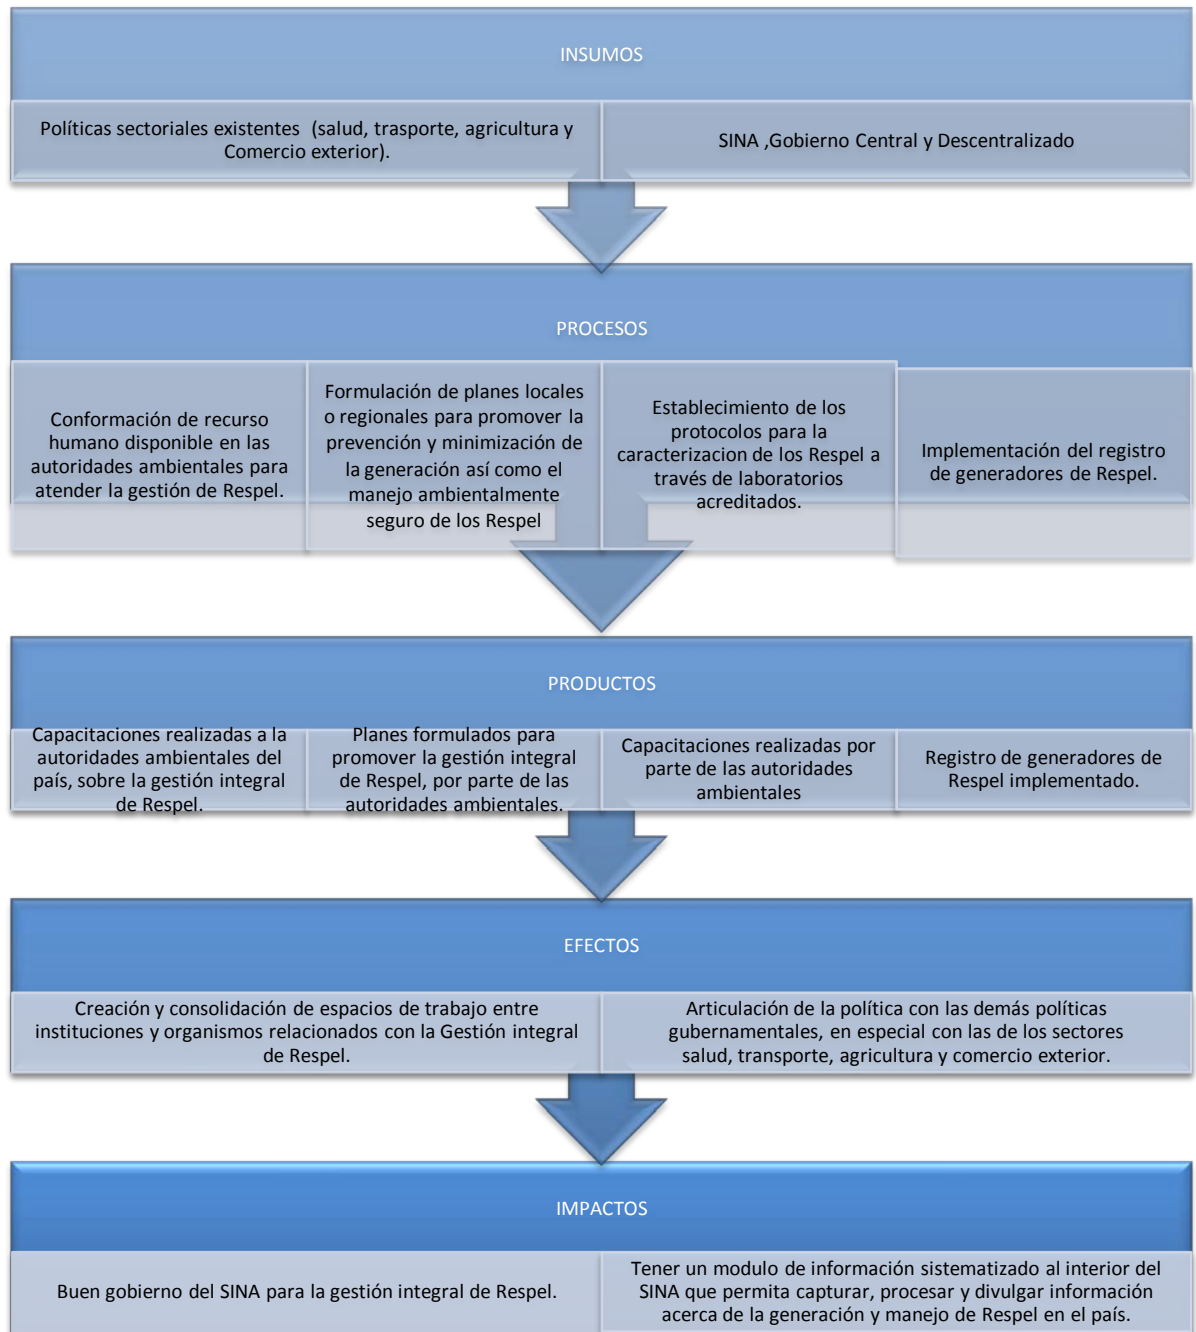 INSUMOS
Políticas sectoriales existentes  (salud, trasporte, agricultura y
Comercio exterior).
SINA ,Gobierno Central y Descentralizado
PROCESOS
Conformación de recurso
humano disponible en las
autoridades ambientales para
atender la gestión de Respel.
Formulación de planes locales
o regionales para promover la
prevención y minimización de
la generación así como el
manejo ambientalmente
seguro de los Respel
Establecimiento de los
protocolos para la
caracterizacion de los Respel a
través de laboratorios
acreditados.
Implementación del registro
de generadores de Respel.
PRODUCTOS
Capacitaciones realizadas a la
autoridades ambientales del
país, sobre la gestión integral
de Respel.
Planes formulados para
promover la gestión integral
de Respel, por parte de las
autoridades ambientales.
Capacitaciones realizadas por
parte de las autoridades
ambientales
Registro de generadores de
Respel implementado.
EFECTOS
Creación y consolidación de espacios de trabajo entre
instituciones y organismos relacionados con la Gestión integral
de Respel.
Articulación de la política con las demás políticas
gubernamentales, en especial con las de los sectores
salud, transporte, agricultura y comercio exterior.
IMPACTOS
Buen gobierno del SINA para la gestión integral de Respel.
Tener un modulo de información sistematizado al interior del
SINA que permita capturar, procesar y divulgar información
acerca de la generación y manejo de Respel en el país.